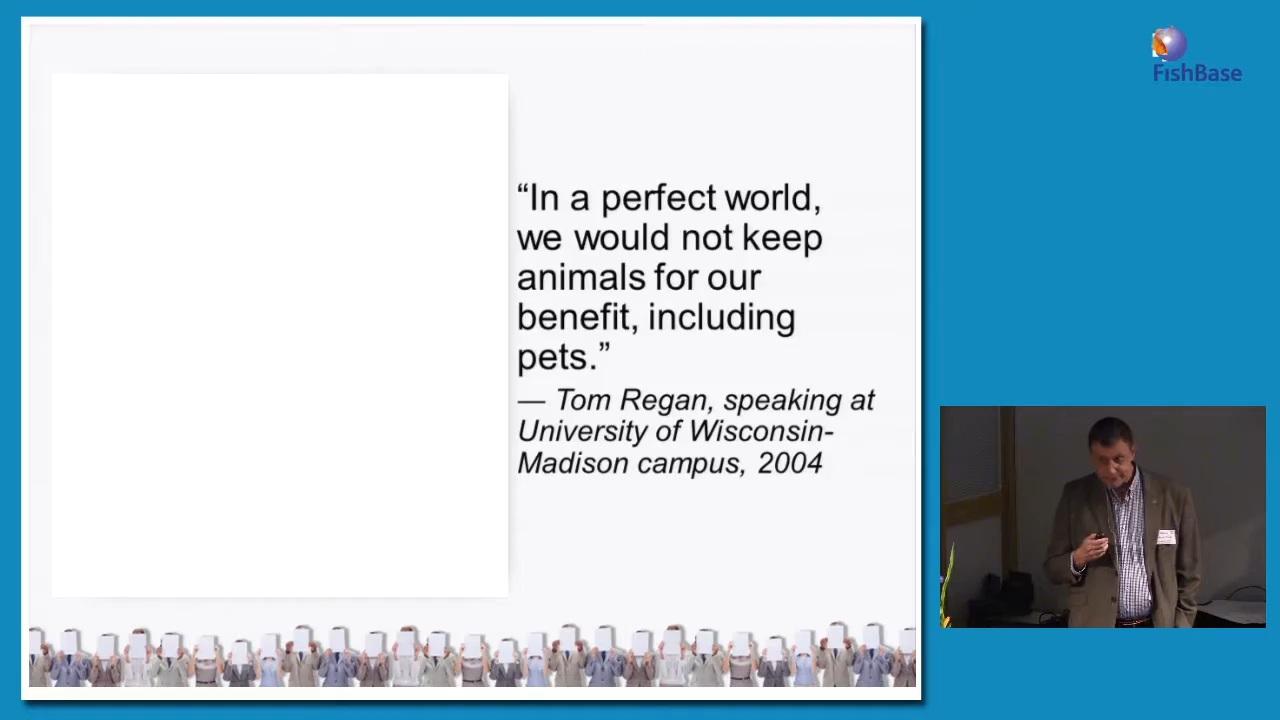 FishBase
“In a perfect world,
we would not keep
animals for our
benefit, including
pets.”
— Tom Regan, speaking at
University of Wisconsin-
Madison campus, 2004